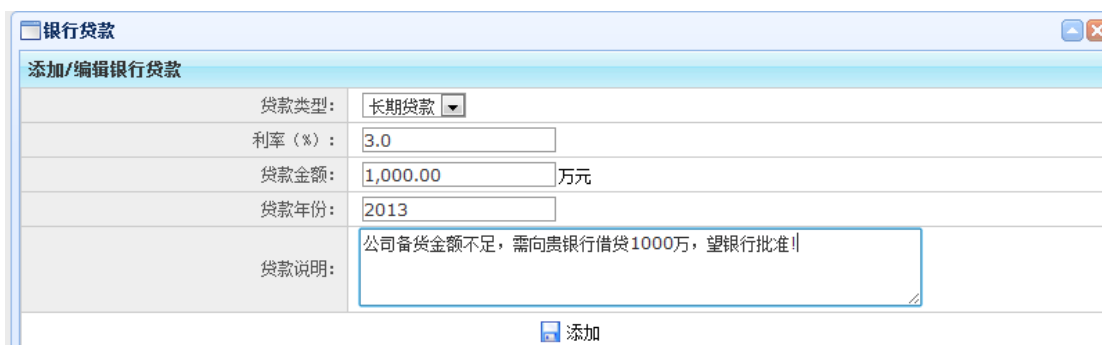 银行贷款
添加/编辑银行贷款
贷款类型： 长期贷款
利率（%）： 3.0
贷款金额： 1,000.00 万元
贷款年份： 2013
贷款说明： 公司备货金额不足，需向贵银行借贷1000万，望银行批准！
添加